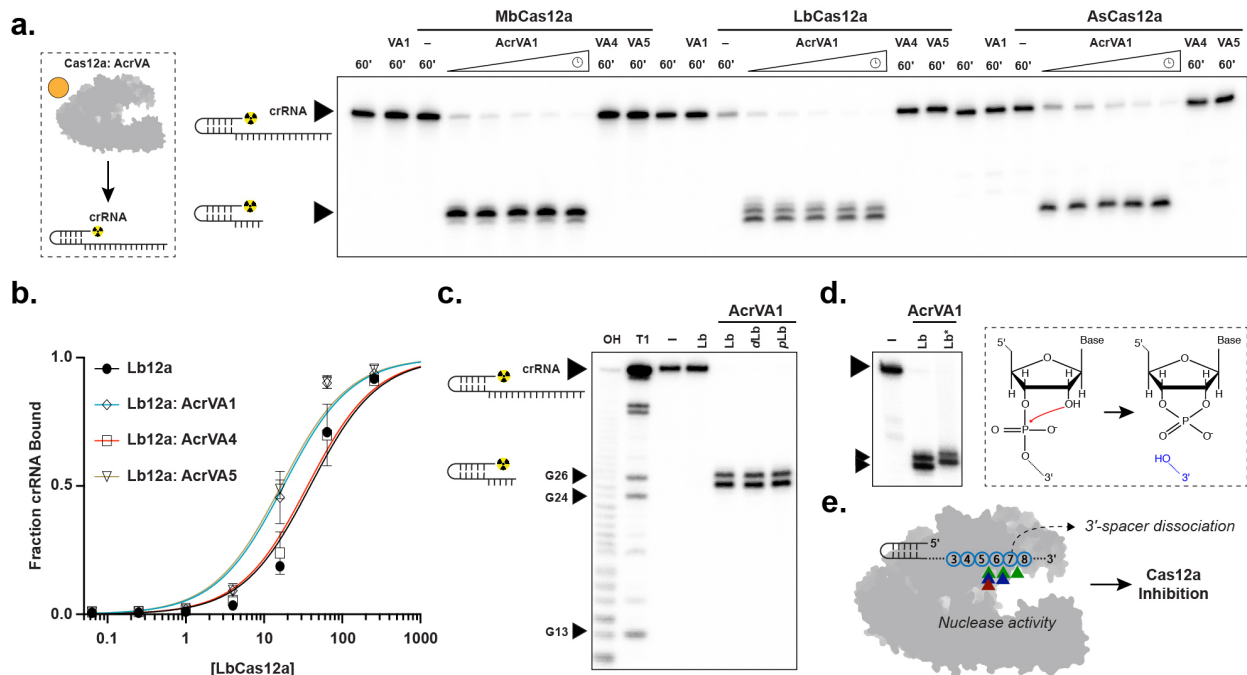 a.
MbCas12a LbCas12a AsCas12a
VA1 – AcrVA1 VA4 VA5 VA1 – AcrVA1 VA4 VA5 VA1 – AcrVA1 VA4 VA5
60' 60' 60' 60' 60' 60' 60' 60' 60' 60' 60' 60' 60' 60' 60'
Cas12a: AcrVA
crRNA
crRNA
b.
Fraction crRNA Bound
1.0
0.5
0.0
Lb12a
Lb12a: AcrVA1
Lb12a: AcrVA4
Lb12a: AcrVA5
0.1 1 10 100 1000
[LbCas12a]
c.
AcrVA1
OH T1 – Lb Lb dLb pLb
crRNA
G26
G24
G13
d.
AcrVA1
– Lb Lb*
5' O Base
H H H H
O OH
O P O-
O
3'
5' O Base
H H H H
O O
P
O O-
HO
3'
e.
5' 3 4 5 6 7 8 3'
3'-spacer dissociation
Nuclease activity
Cas12a
Inhibition